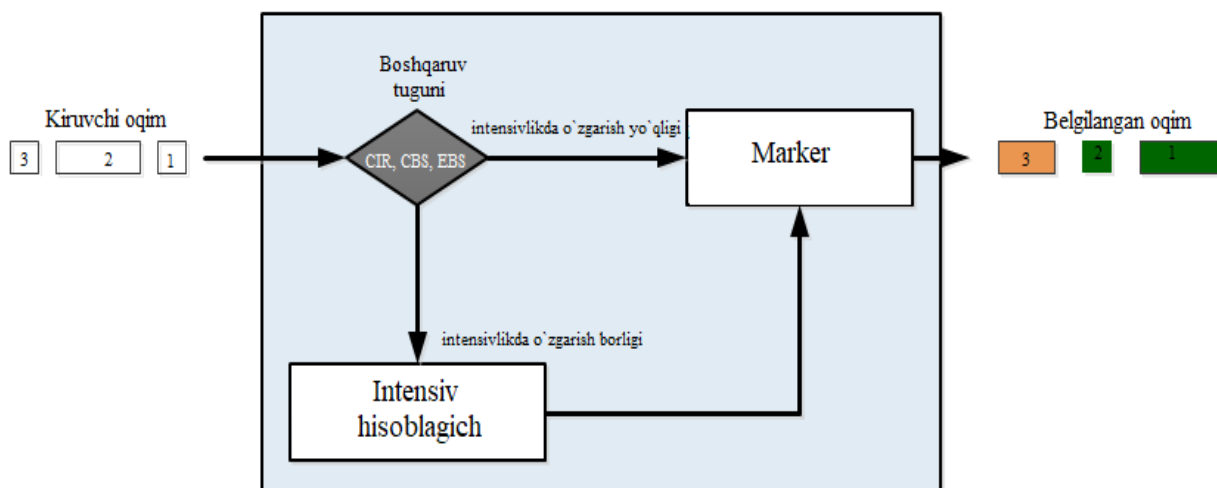 Boshqaruv
tuguni
Kiruvchi oqim
3 2 1
CIR, CBS, EBS
intensivlikda o`zgarish yo`qligi
Marker
Belgilangan oqim
3 2 1
intensivlikda o`zgarish borligi
Intensiv
hisoblagich